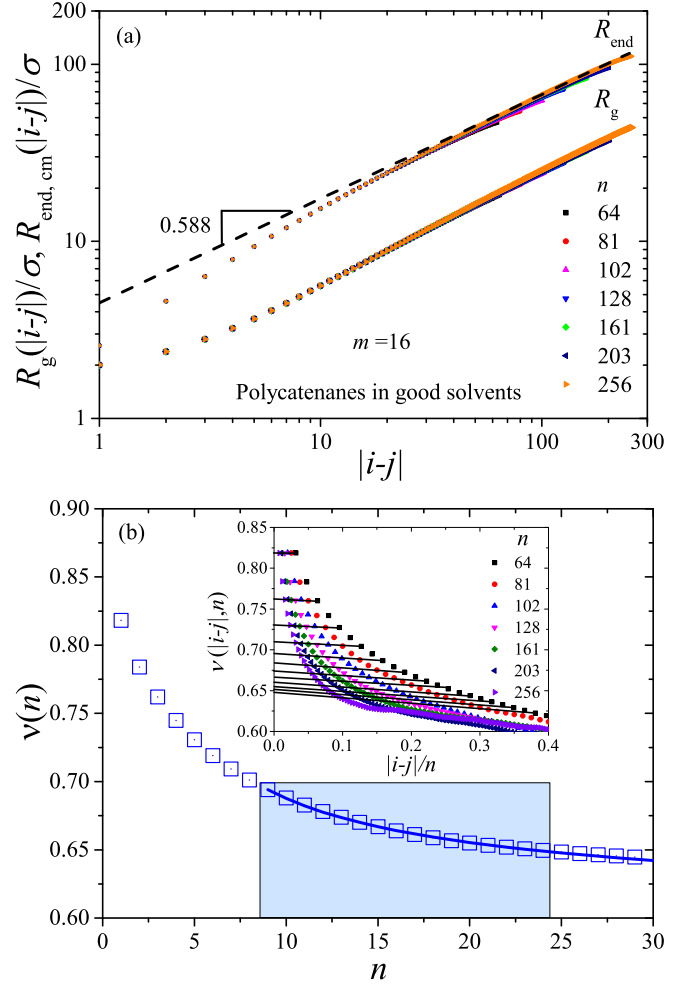 (a)
R_end
R_g
200
100
10
1
R_g(|i-j|)/σ, R_end, cm(|i-j|)/σ
0.588
n
64
81
102
128
161
203
256
m =16
Polycatenanes in good solvents
1 10 100 300
|i-j|
(b)
0.90
0.85
0.80
0.75
0.70
0.65
0.60
ν(n)
0 5 10 15 20 25 30
n
0.85
0.80
0.75
0.70
0.65
0.60
ν(|i-j|,n)
n
64
81
102
128
161
203
256
0.0 0.1 0.2 0.3 0.4
|i-j|/n